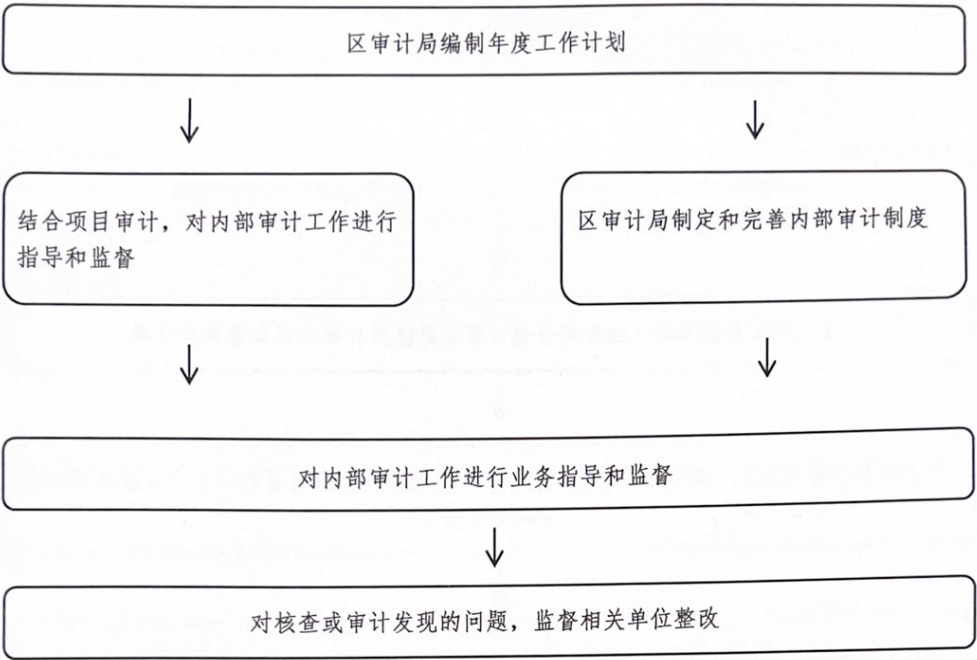 区审计局编制年度工作计划
结合项目审计，对内部审计工作进行
指导和监督
区审计局制定和完善内部审计制度
对内部审计工作进行业务指导和监督
对核查或审计发现的问题，监督相关单位整改